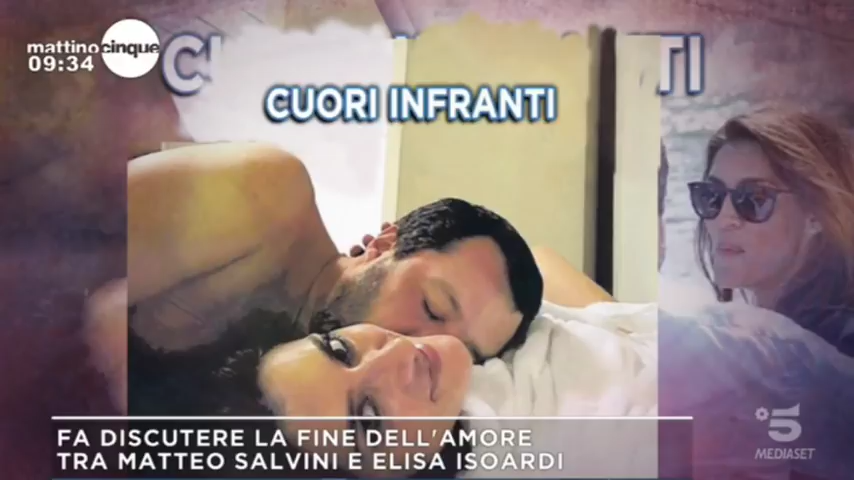 mattino cinque
09:34
CUORI INFRANTI
TI
FA DISCUTERE LA FINE DELL'AMORE
TRA MATTEO SALVINI E ELISA ISOARDI
5
MEDIASET